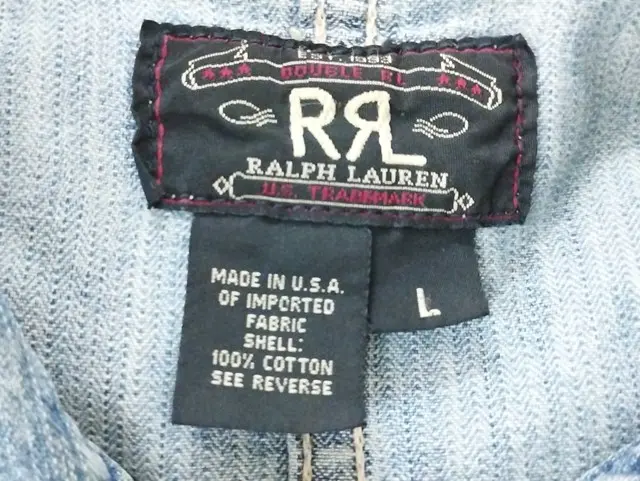 EST. 1993
DOUBLE RL
RRL
RALPH LAUREN
U.S. TRADEMARK
MADE IN U.S.A.
OF IMPORTED
FABRIC
SHELL:
100% COTTON
SEE REVERSE
L